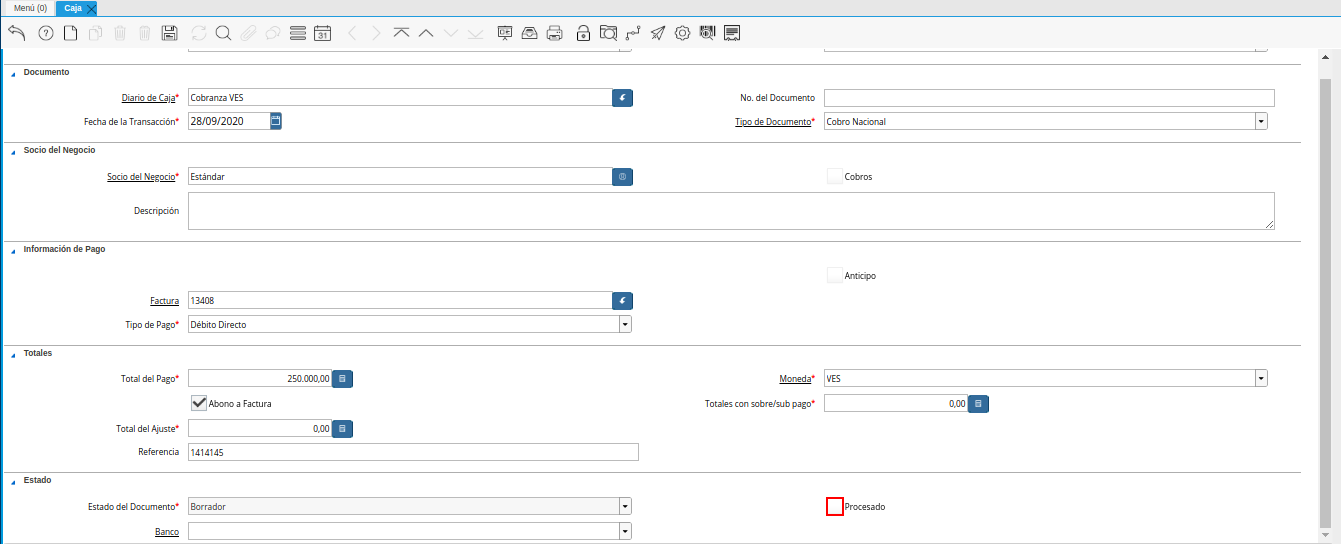 Menú (0) Caja
31
Documento
Diario de Caja* Cobranza VES No. del Documento
Fecha de la Transacción* 28/09/2020 Tipo de Documento* Cobro Nacional
Socio del Negocio
Socio del Negocio* Estándar Cobros
Descripción
Información de Pago
Anticipo
Factura 13408
Tipo de Pago* Débito Directo
Totales
Total del Pago* 250.000,00 Moneda* VES
Abono a Factura Totales con sobre/sub pago* 0,00
Total del Ajuste* 0,00
Referencia 1414145
Estado
Estado del Documento* Borrador Procesado
Banco